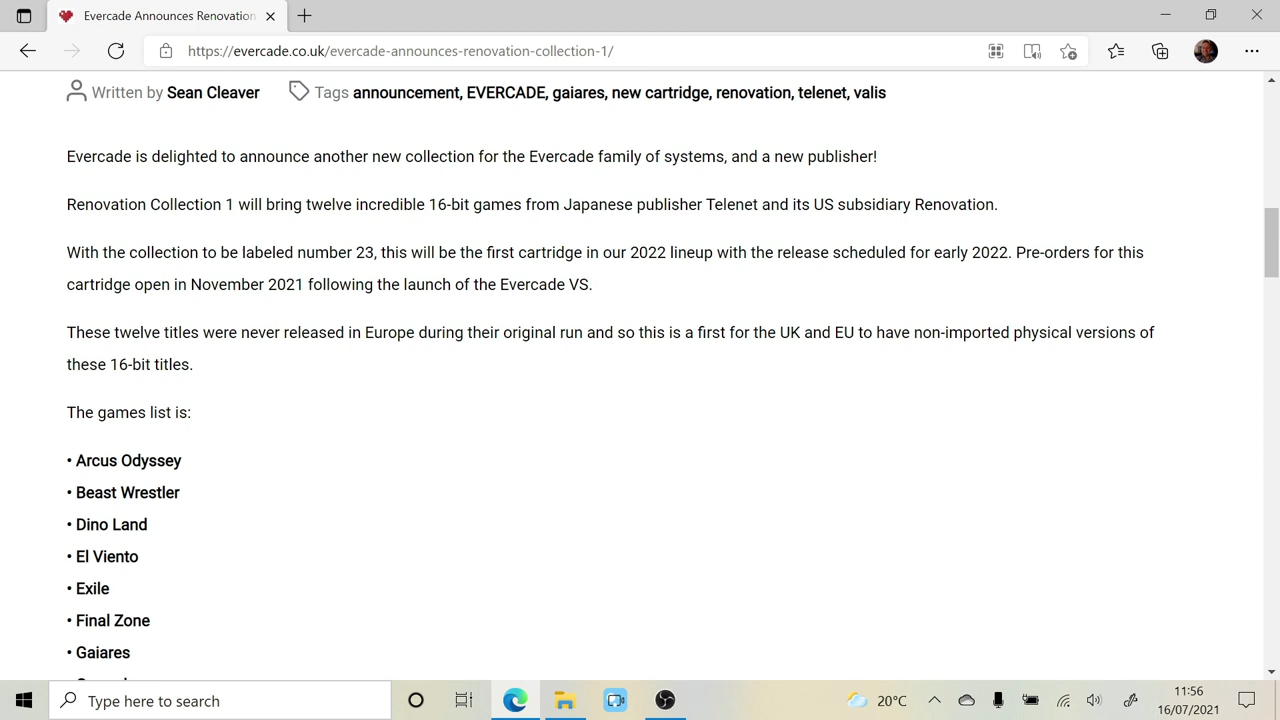 Evercade Announces Renovation
https://evercade.co.uk/evercade-announces-renovation-collection-1/
Written by Sean Cleaver Tags announcement, EVERCADE, gaiares, new cartridge, renovation, telenet, valis
Evercade is delighted to announce another new collection for the Evercade family of systems, and a new publisher!
Renovation Collection 1 will bring twelve incredible 16-bit games from Japanese publisher Telenet and its US subsidiary Renovation.
With the collection to be labeled number 23, this will be the first cartridge in our 2022 lineup with the release scheduled for early 2022. Pre-orders for this
cartridge open in November 2021 following the launch of the Evercade VS.
These twelve titles were never released in Europe during their original run and so this is a first for the UK and EU to have non-imported physical versions of
these 16-bit titles.
The games list is:
• Arcus Odyssey
• Beast Wrestler
• Dino Land
• El Viento
• Exile
• Final Zone
• Gaiares
Type here to search
20°C
11:56
16/07/2021